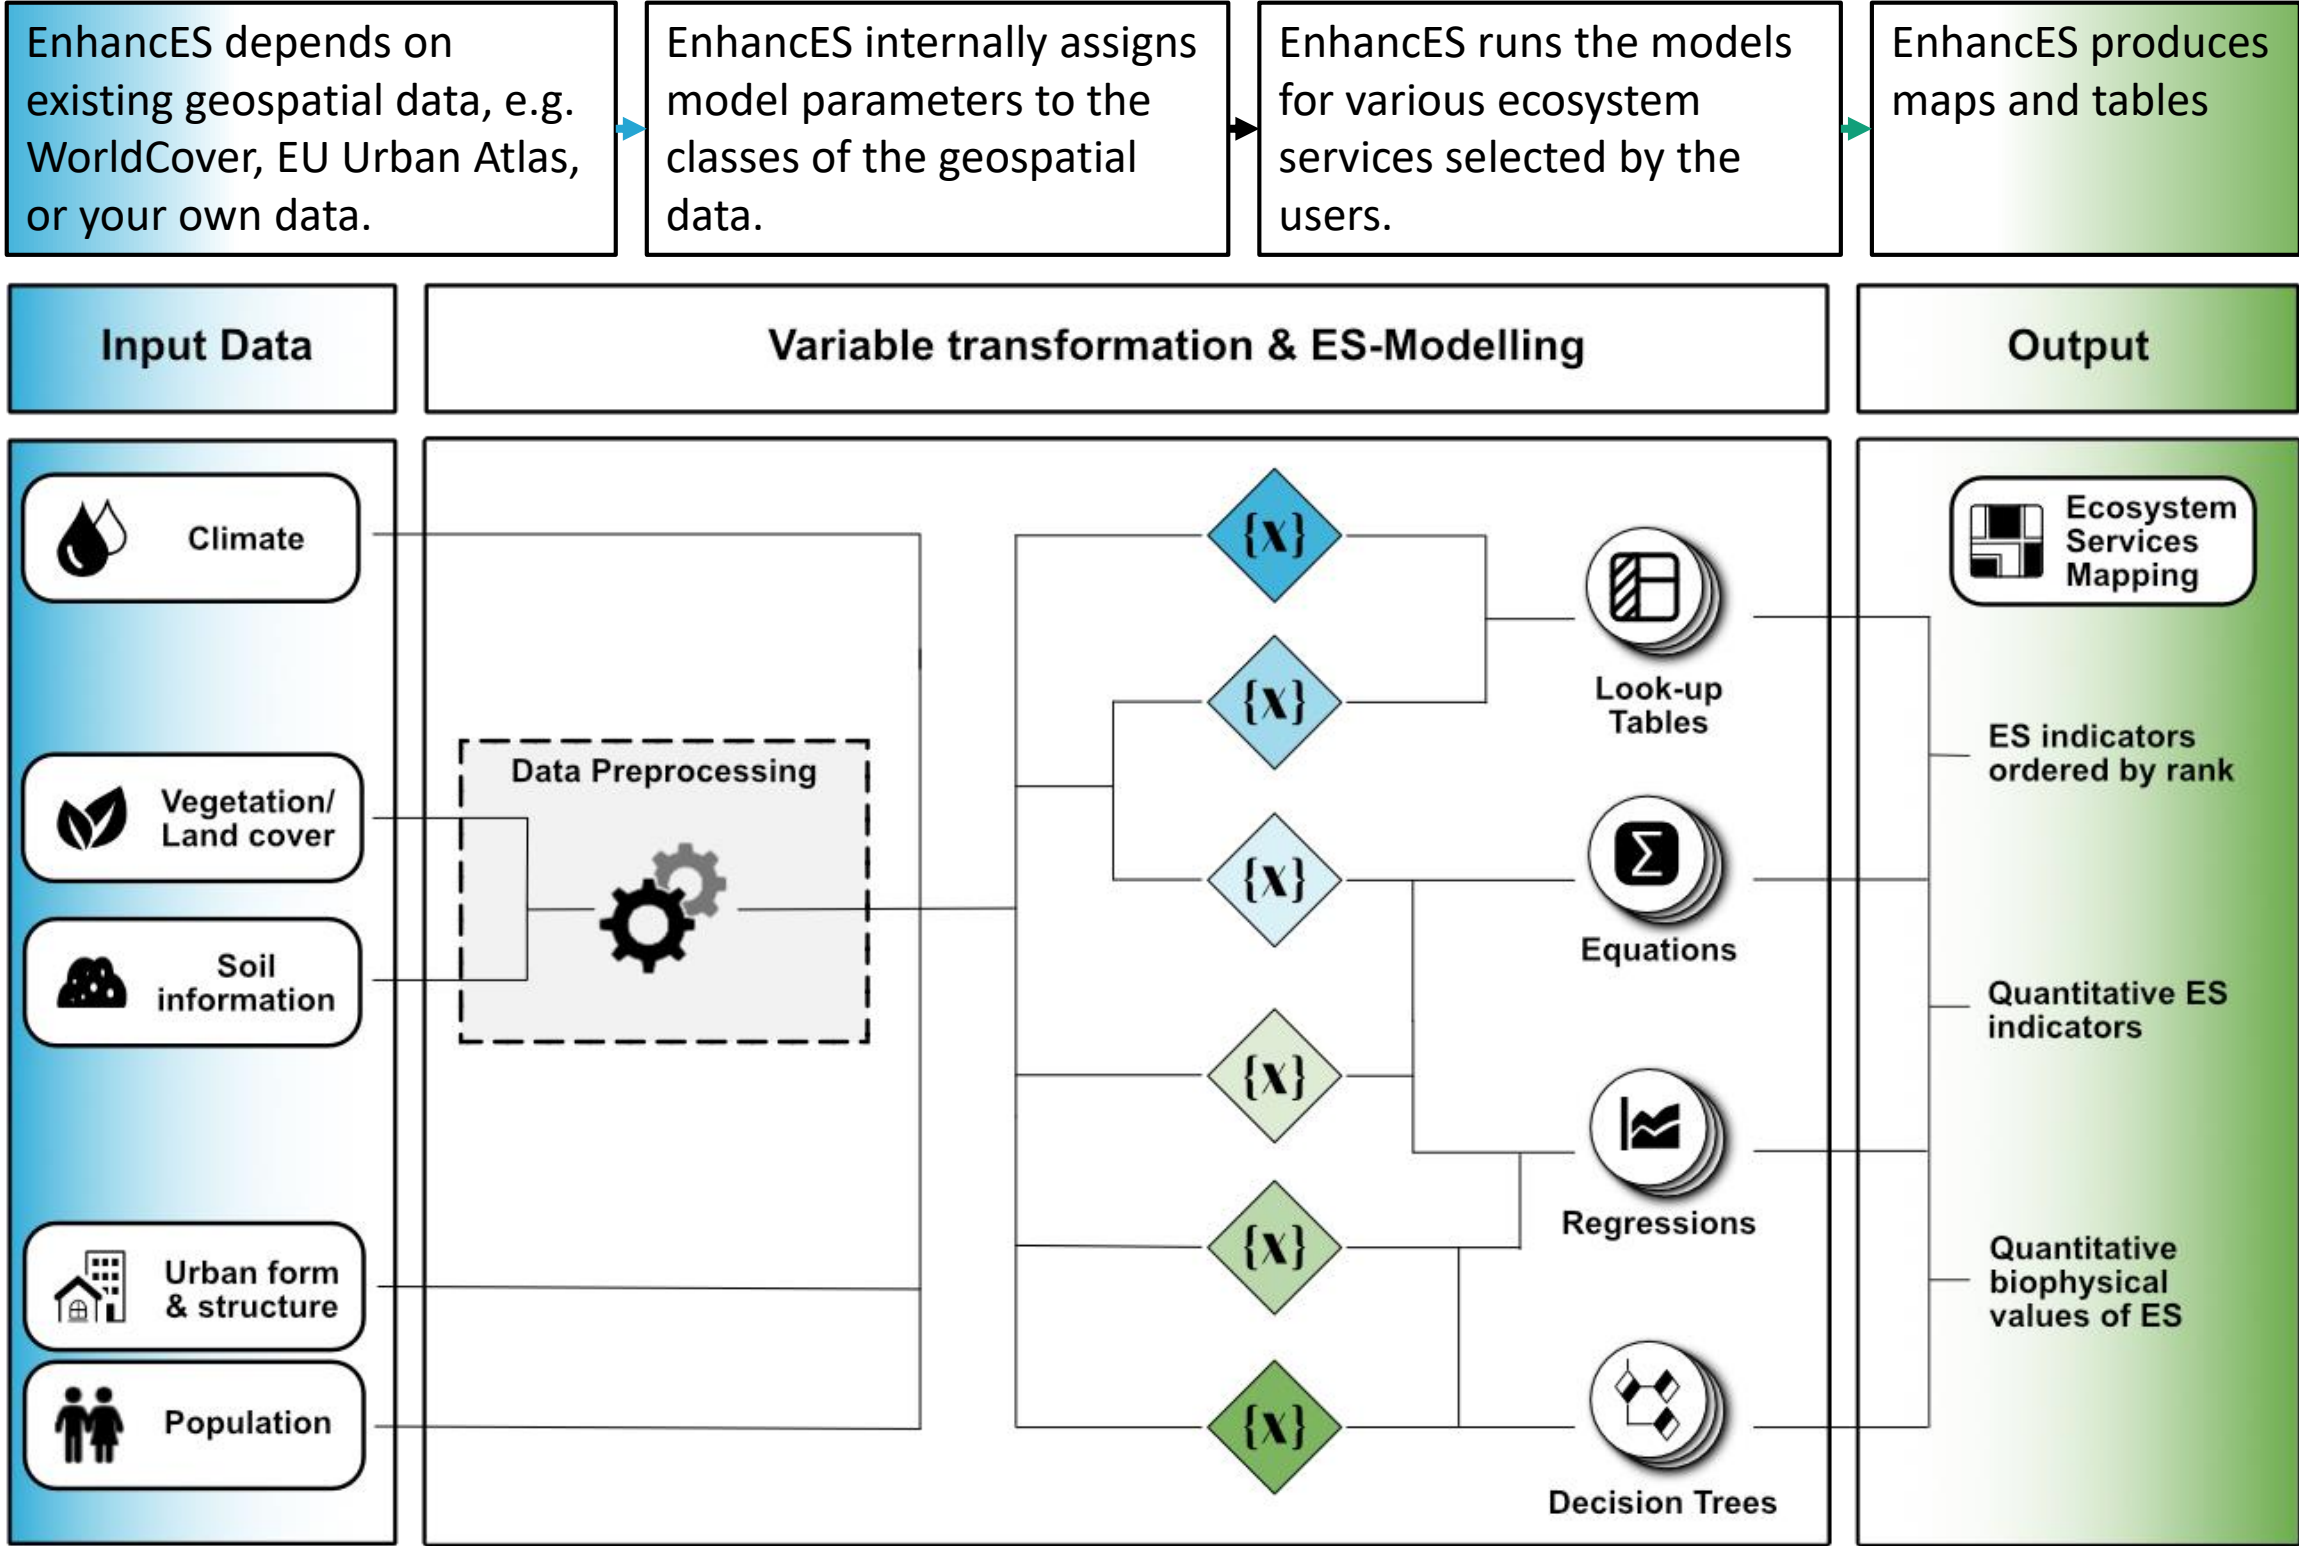 EnhancES depends on
existing geospatial data, e.g.
WorldCover, EU Urban Atlas,
or your own data.
EnhancES internally assigns
model parameters to the
classes of the geospatial
data.
EnhancES runs the models
for various ecosystem
services selected by the
users.
EnhancES produces
maps and tables
Input Data
Variable transformation & ES-Modelling
Output
Climate
Vegetation/
Land cover
Soil
information
Urban form
& structure
Population
Data Preprocessing
{x}
{x}
{x}
{x}
{x}
{x}
Look-up
Tables
Σ
Equations
Regressions
Decision Trees
Ecosystem
Services
Mapping
ES indicators
ordered by rank
Quantitative ES
indicators
Quantitative
biophysical
values of ES